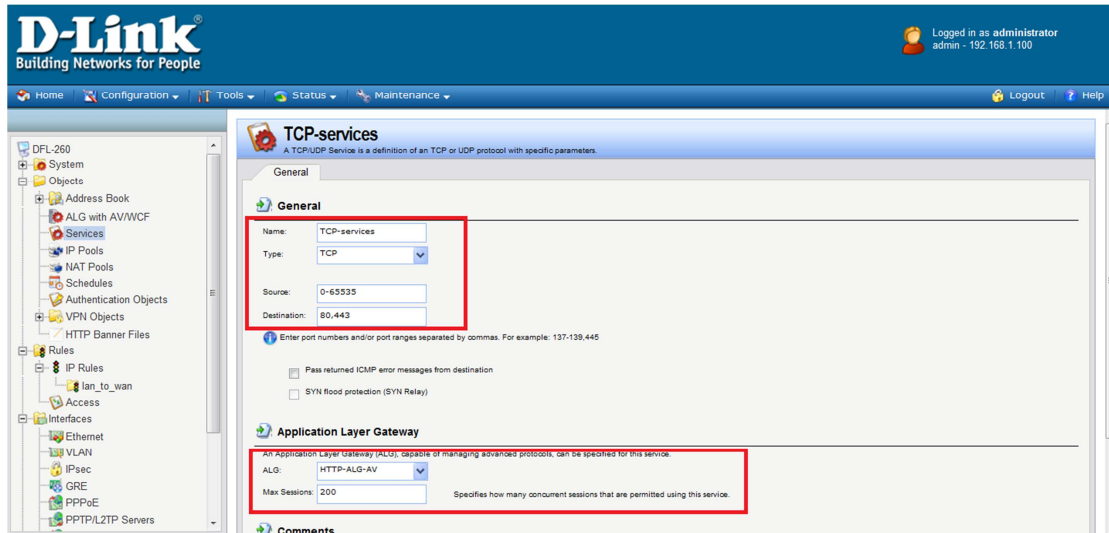 D-Link®
Building Networks for People
Logged in as administrator
admin - 192.168.1.100
Home Configuration Tools Status Maintenance Logout Help
DFL-260
System
Objects
Address Book
ALG with AV/WCF
Services
IP Pools
NAT Pools
Schedules
Authentication Objects
VPN Objects
HTTP Banner Files
Rules
IP Rules
lan_to_wan
Access
Interfaces
Ethernet
VLAN
IPsec
GRE
PPPoE
PPTP/L2TP Servers
TCP-services
A TCP/UDP Service is a definition of an TCP or UDP protocol with specific parameters.
General
General
Name: TCP-services
Type: TCP
Source: 0-65535
Destination: 80,443
Enter port numbers and/or port ranges separated by commas. For example: 137-139,445
Pass returned ICMP error messages from destination
SYN flood protection (SYN Relay)
Application Layer Gateway
An Application Layer Gateway (ALG), capable of managing advanced protocols, can be specified for this service.
ALG: HTTP-ALG-AV
Max Sessions: 200 Specifies how many concurrent sessions that are permitted using this service.
Comments